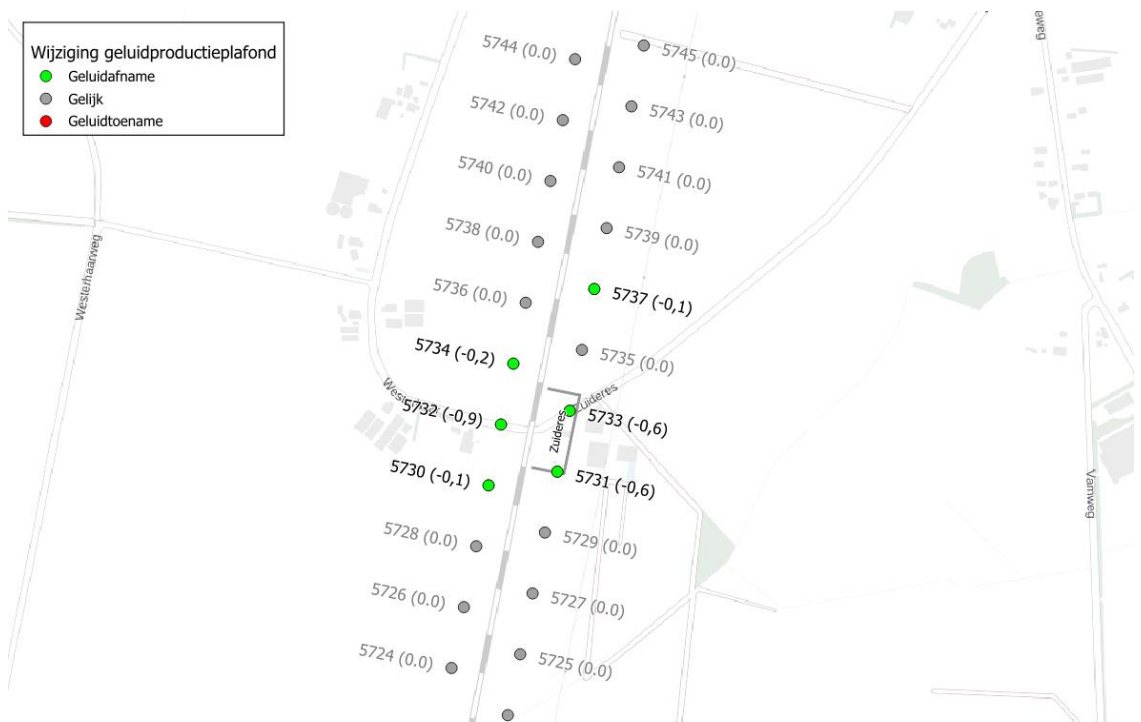 Wijziging geluidproductieplafond
Geluidafname
Gelijk
Geluidtoename
5744 (0.0)
5745 (0.0)
5742 (0.0)
5743 (0.0)
5740 (0.0)
5741 (0.0)
5738 (0.0)
5739 (0.0)
5736 (0.0)
5737 (-0,1)
5734 (-0,2)
5735 (0.0)
5732 (-0,9)
5733 (-0,6)
5730 (-0,1)
5731 (-0,6)
5728 (0.0)
5729 (0.0)
5726 (0.0)
5727 (0.0)
5724 (0.0)
5725 (0.0)
Westerhaarweg
Zuideres
Zuideres
Vamweg
eweg